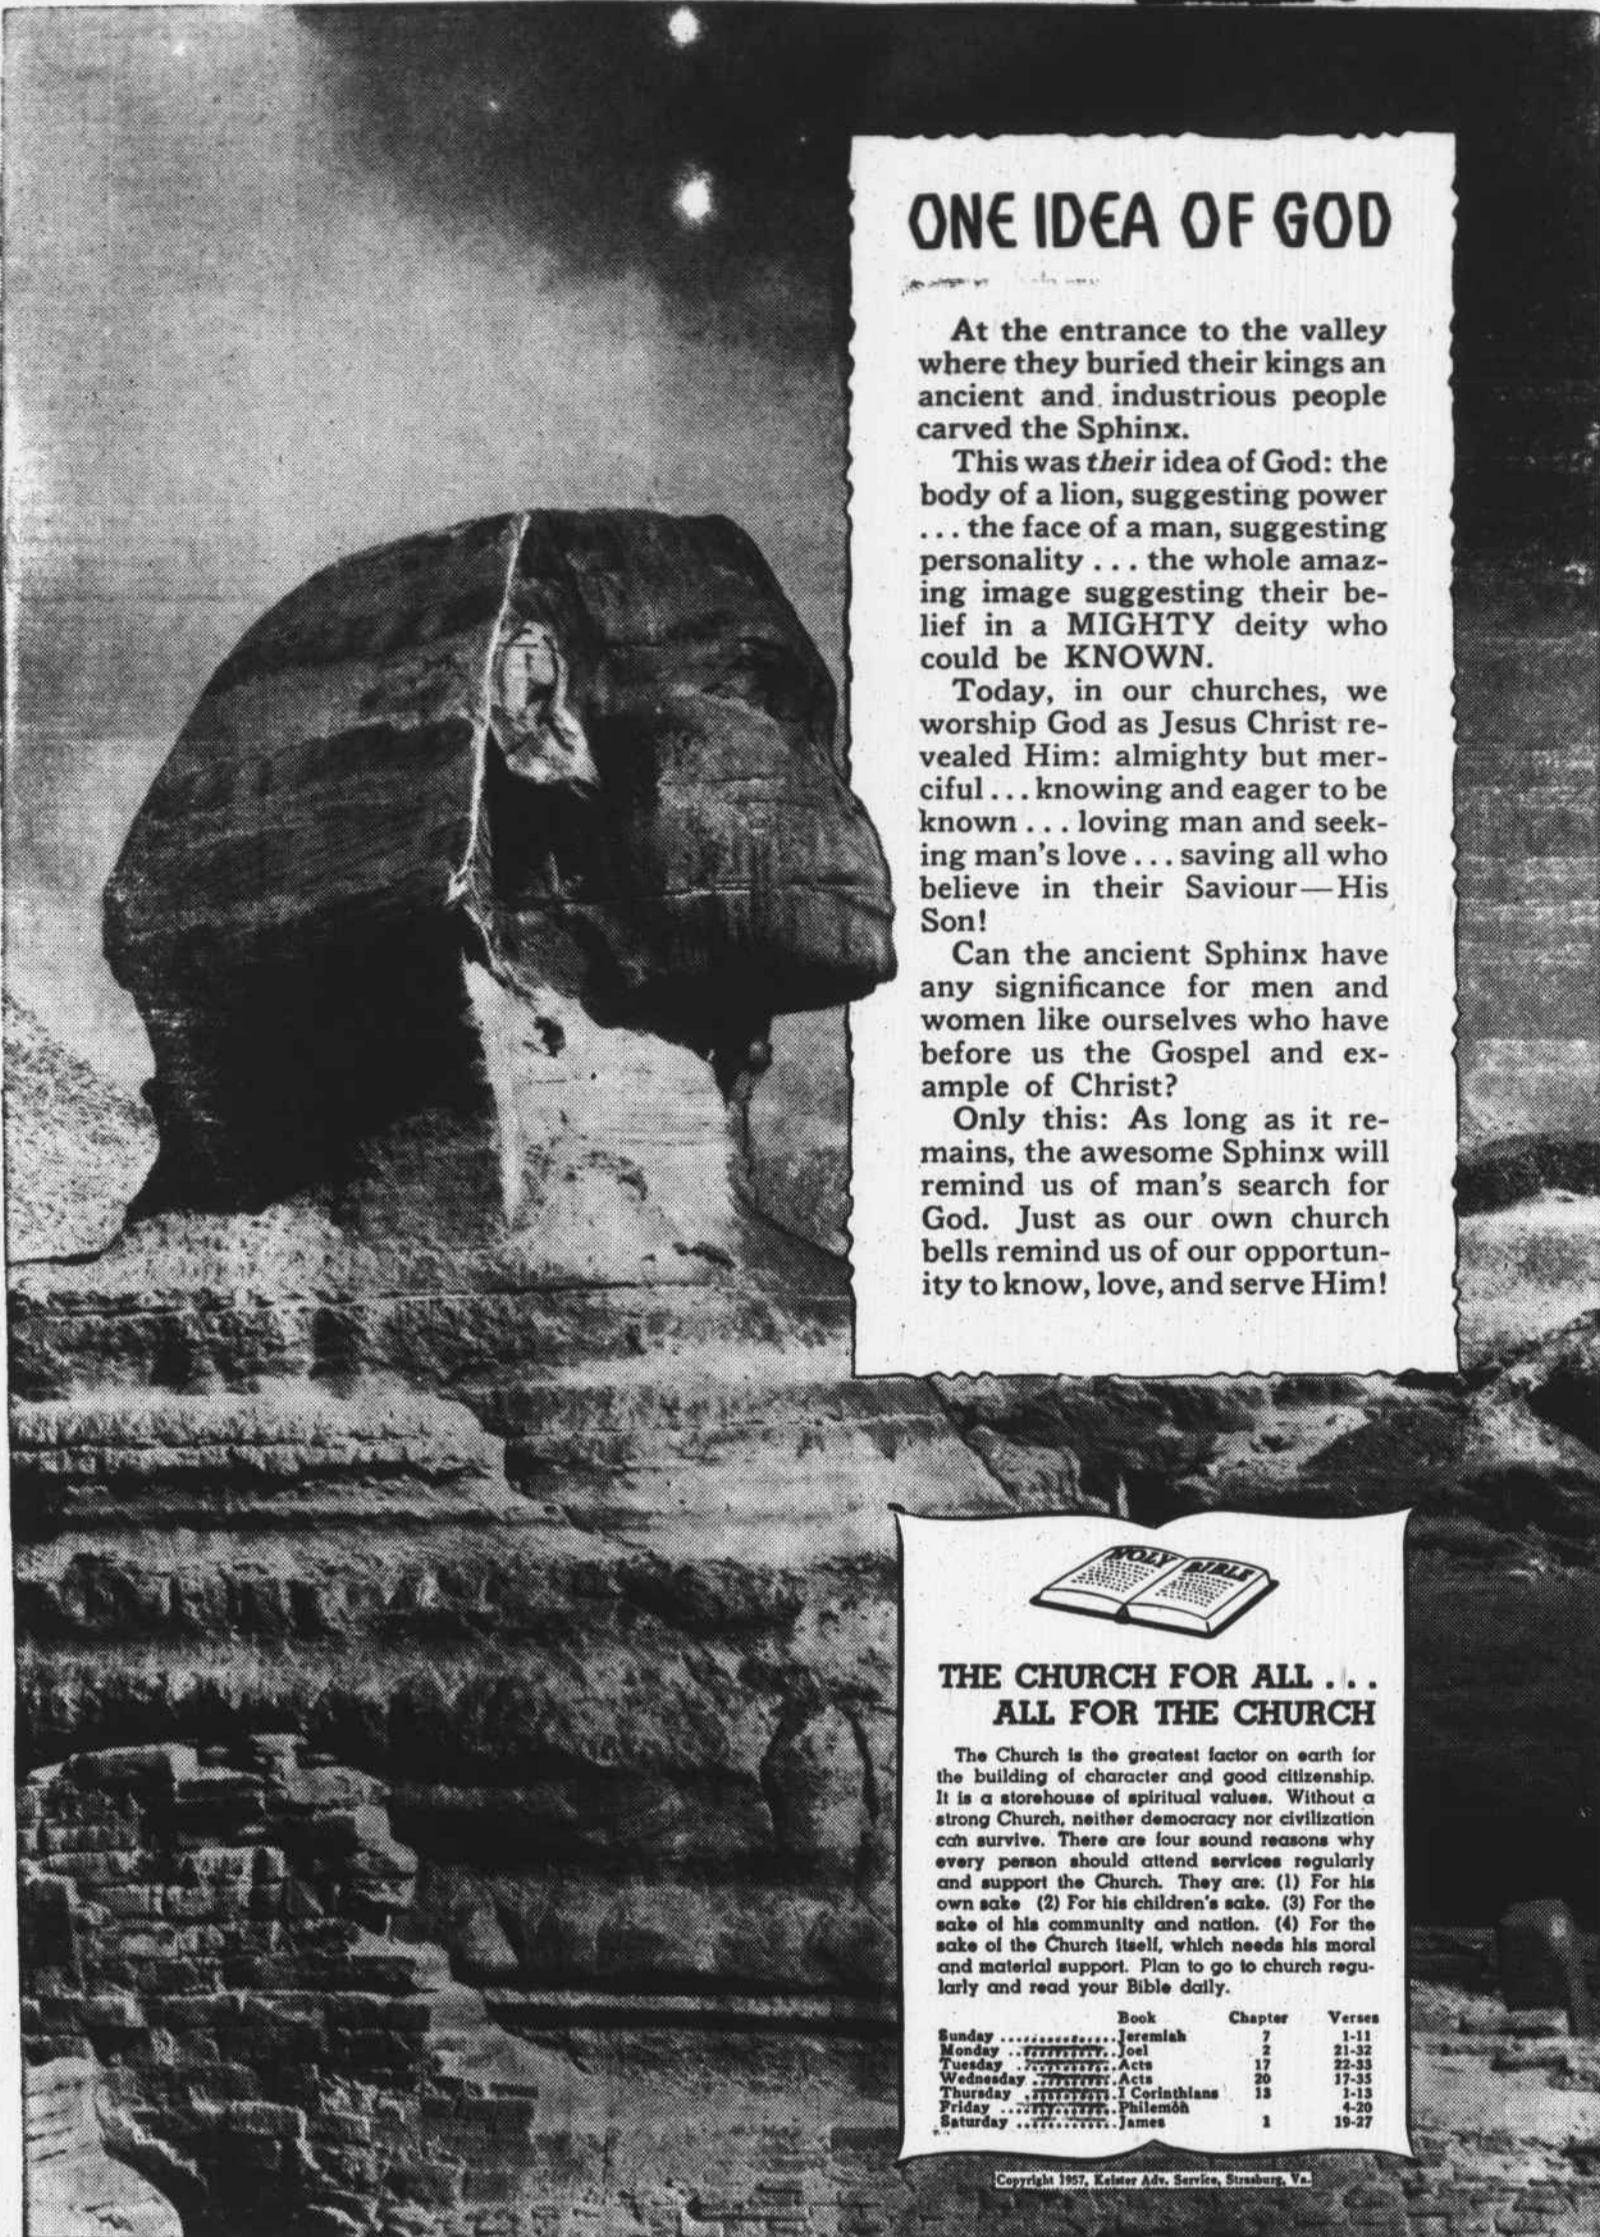 ONE IDEA OF GOD
At the entrance to the valley
where they buried their kings an
ancient and industrious people
carved the Sphinx.
This was their idea of God: the
body of a lion, suggesting power
... the face of a man, suggesting
personality ... the whole amaz-
ing image suggesting their be-
lief in a MIGHTY deity who
could be KNOWN.
Today, in our churches, we
worship God as Jesus Christ re-
vealed Him: almighty but mer-
ciful ... knowing and eager to be
known ... loving man and seek-
ing man's love ... saving all who
believe in their Saviour—His
Son!
Can the ancient Sphinx have
any significance for men and
women like ourselves who have
before us the Gospel and ex-
ample of Christ?
Only this: As long as it re-
mains, the awesome Sphinx will
remind us of man's search for
God. Just as our own church
bells remind us of our opportun-
ity to know, love, and serve Him!
HOLY BIBLE
THE CHURCH FOR ALL ...
ALL FOR THE CHURCH
The Church is the greatest factor on earth for
the building of character and good citizenship.
It is a storehouse of spiritual values. Without a
strong Church, neither democracy nor civilization
can survive. There are four sound reasons why
every person should attend services regularly
and support the Church. They are: (1) For his
own sake (2) For his children's sake. (3) For the
sake of his community and nation. (4) For the
sake of the Church itself, which needs his moral
and material support. Plan to go to church regu-
larly and read your Bible daily.
Book Chapter Verses
Sunday Jeremiah 7 1-11
Monday Joel 2 21-32
Tuesday Acts 17 22-33
Wednesday Acts 20 17-35
Thursday I Corinthians 13 1-13
Friday Philemon 4-20
Saturday James 1 19-27
Copyright 1957, Keister Adv. Service, Strasburg, Va.